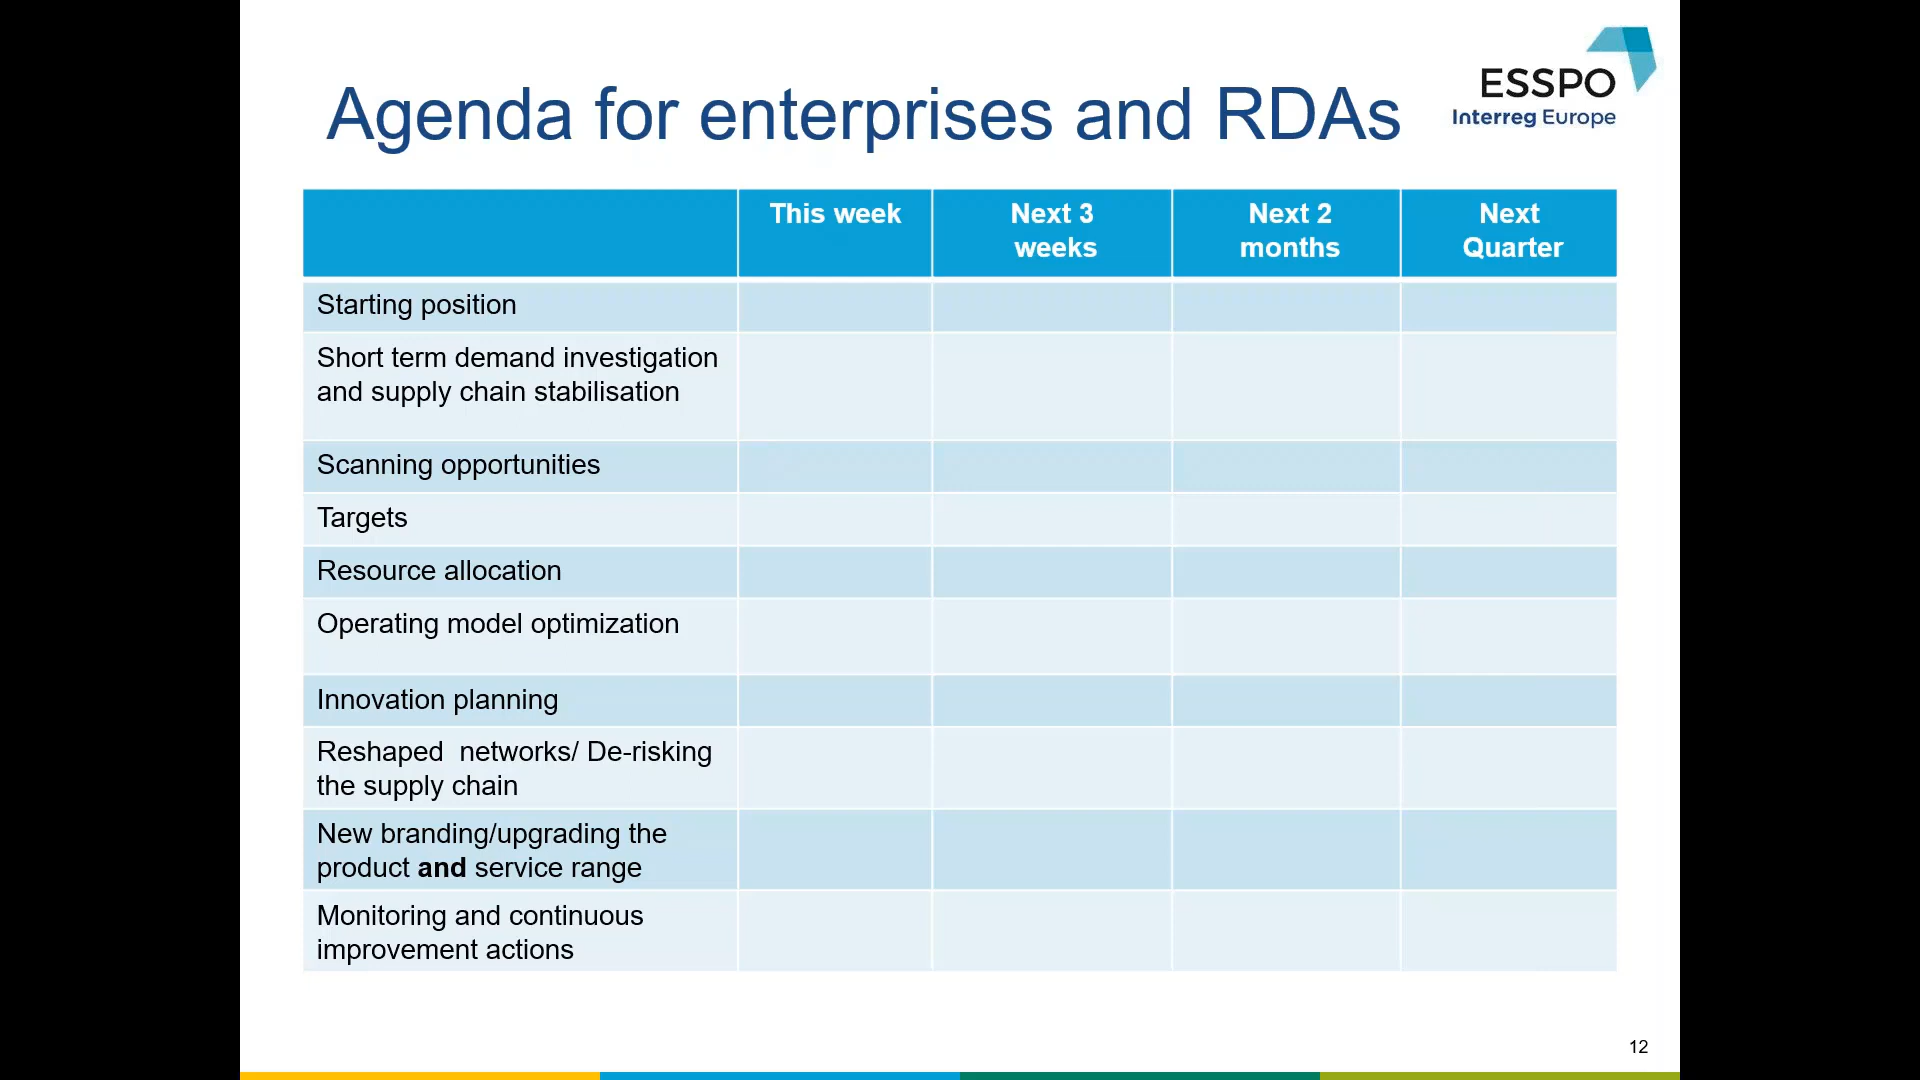 ESSPO
Interreg Europe
Agenda for enterprises and RDAs
This week
Next 3
weeks
Next 2
months
Next
Quarter
Starting position
Short term demand investigation
and supply chain stabilisation
Scanning opportunities
Targets
Resource allocation
Operating model optimization
Innovation planning
Reshaped  networks/ De-risking
the supply chain
New branding/upgrading the
product and service range
Monitoring and continuous
improvement actions
12